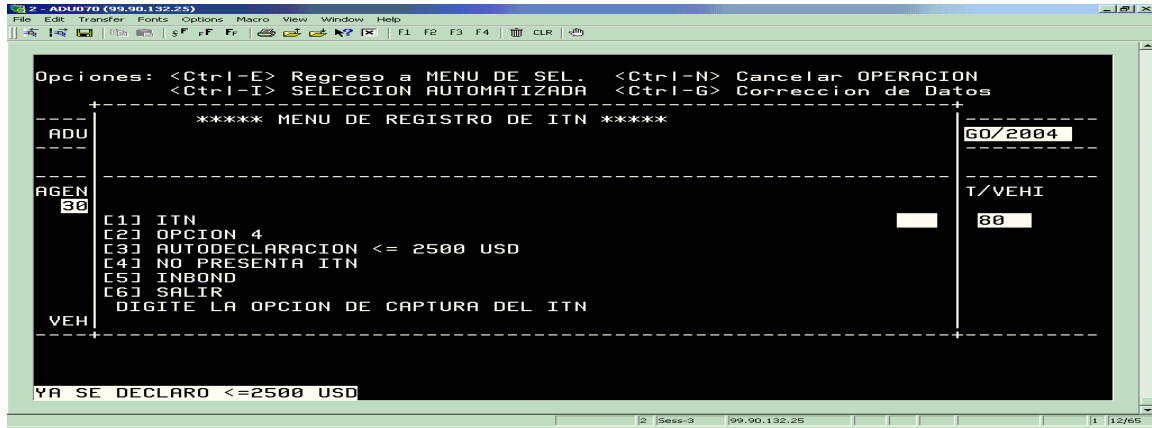 2 - ADU070 (99.90.132.25)
File Edit Transfer Fonts Options Macro View Window Help
F1 F2 F3 F4 CLR
Opciones: <Ctrl-E> Regreso a MENU DE SEL. <Ctrl-N> Cancelar OPERACION
<Ctrl-I> SELECCION AUTOMATIZADA <Ctrl-G> Correccion de Datos
***** MENU DE REGISTRO DE ITN *****
ADU GO/2004
AGEN T/VEHI
30
[1] ITN 80
[2] OPCION 4
[3] AUTODECLARACION <= 2500 USD
[4] NO PRESENTA ITN
[5] INBOND
[6] SALIR
DIGITE LA OPCION DE CAPTURA DEL ITN
VEH
YA SE DECLARO <=2500 USD
2 Sess-3 99.90.132.25 1 12/65